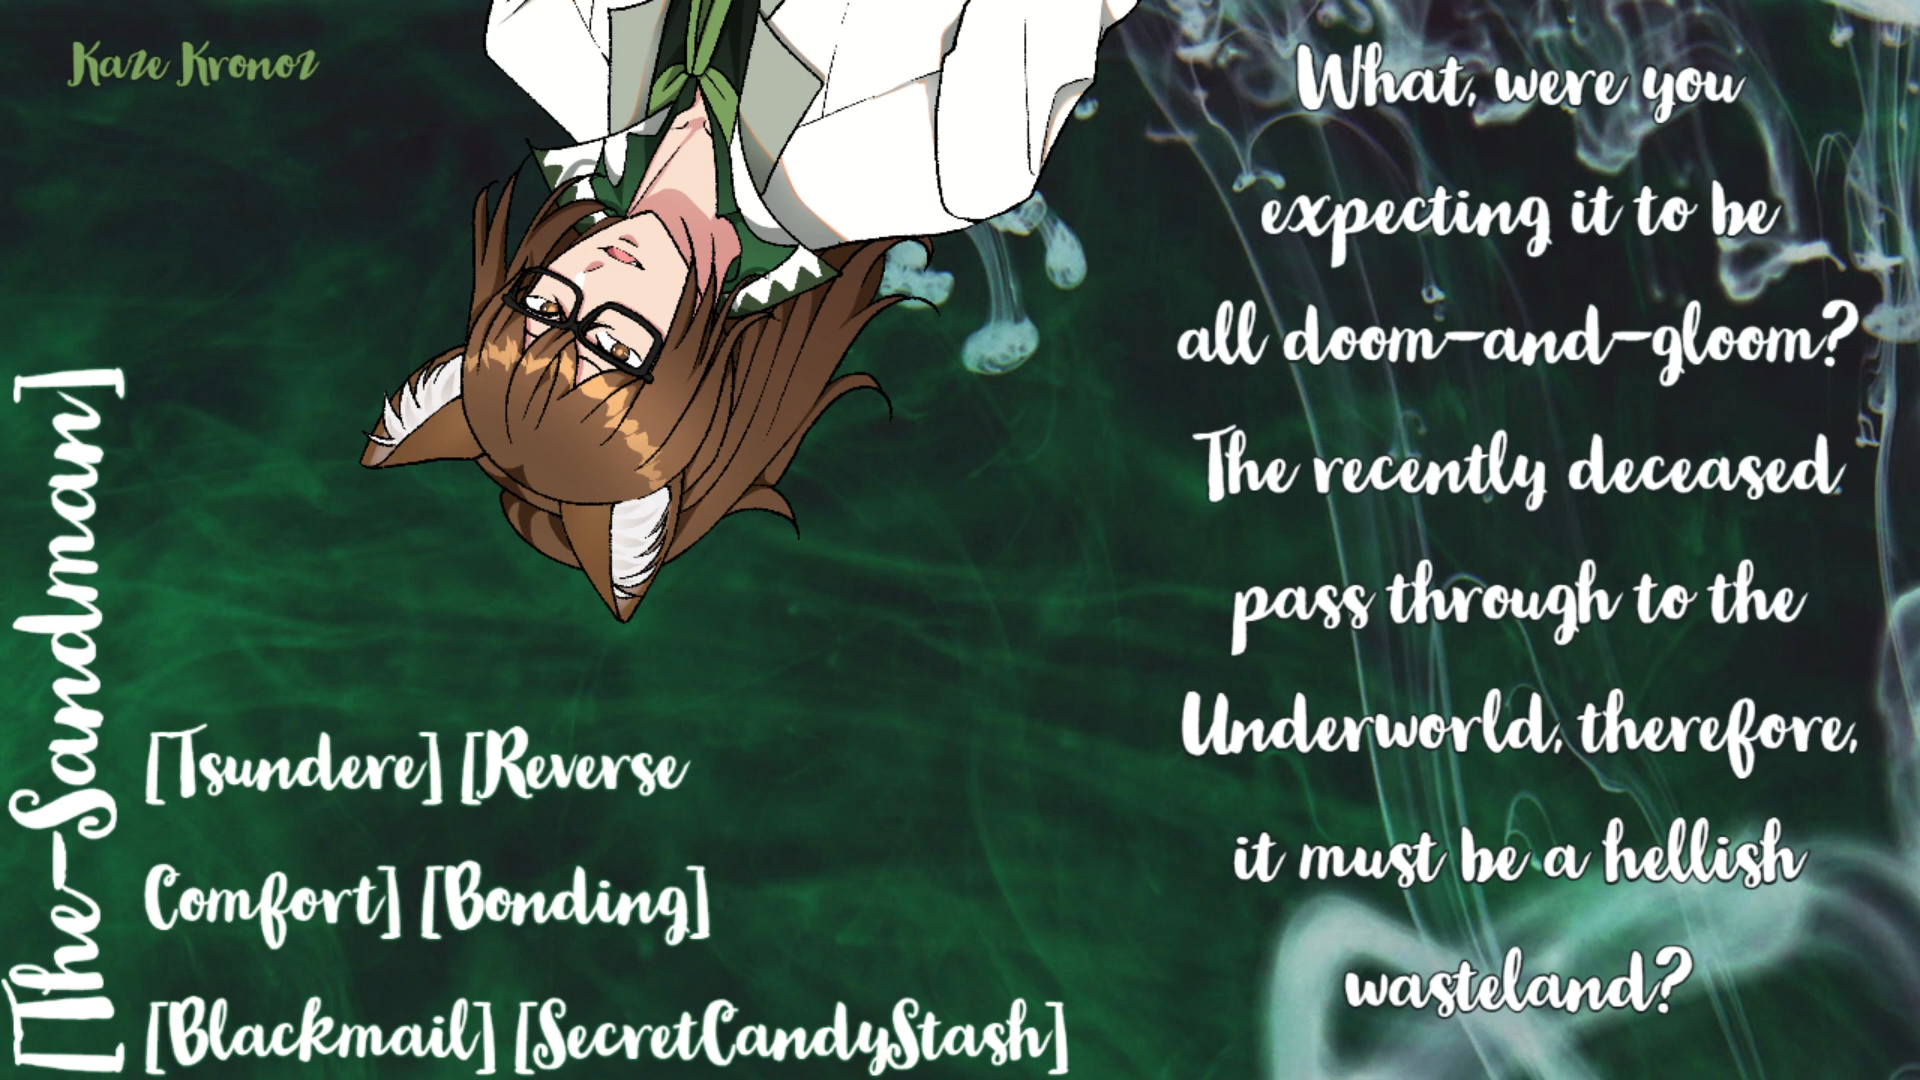 Kaze Kronoz
[The-Sandman]
[Tsundere] [Reverse
Comfort] [Bonding]
[Blackmail] [SecretCandyStash]
What, were you
expecting it to be
all doom-and-gloom?
The recently deceased
pass through to the
Underworld, therefore,
it must be a hellish
wasteland?